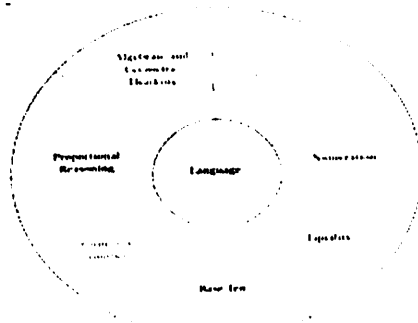 Algebraic and
Geometric
Thinking
Proportional
Reasoning
Language
Numeration
Equality
Base Ten